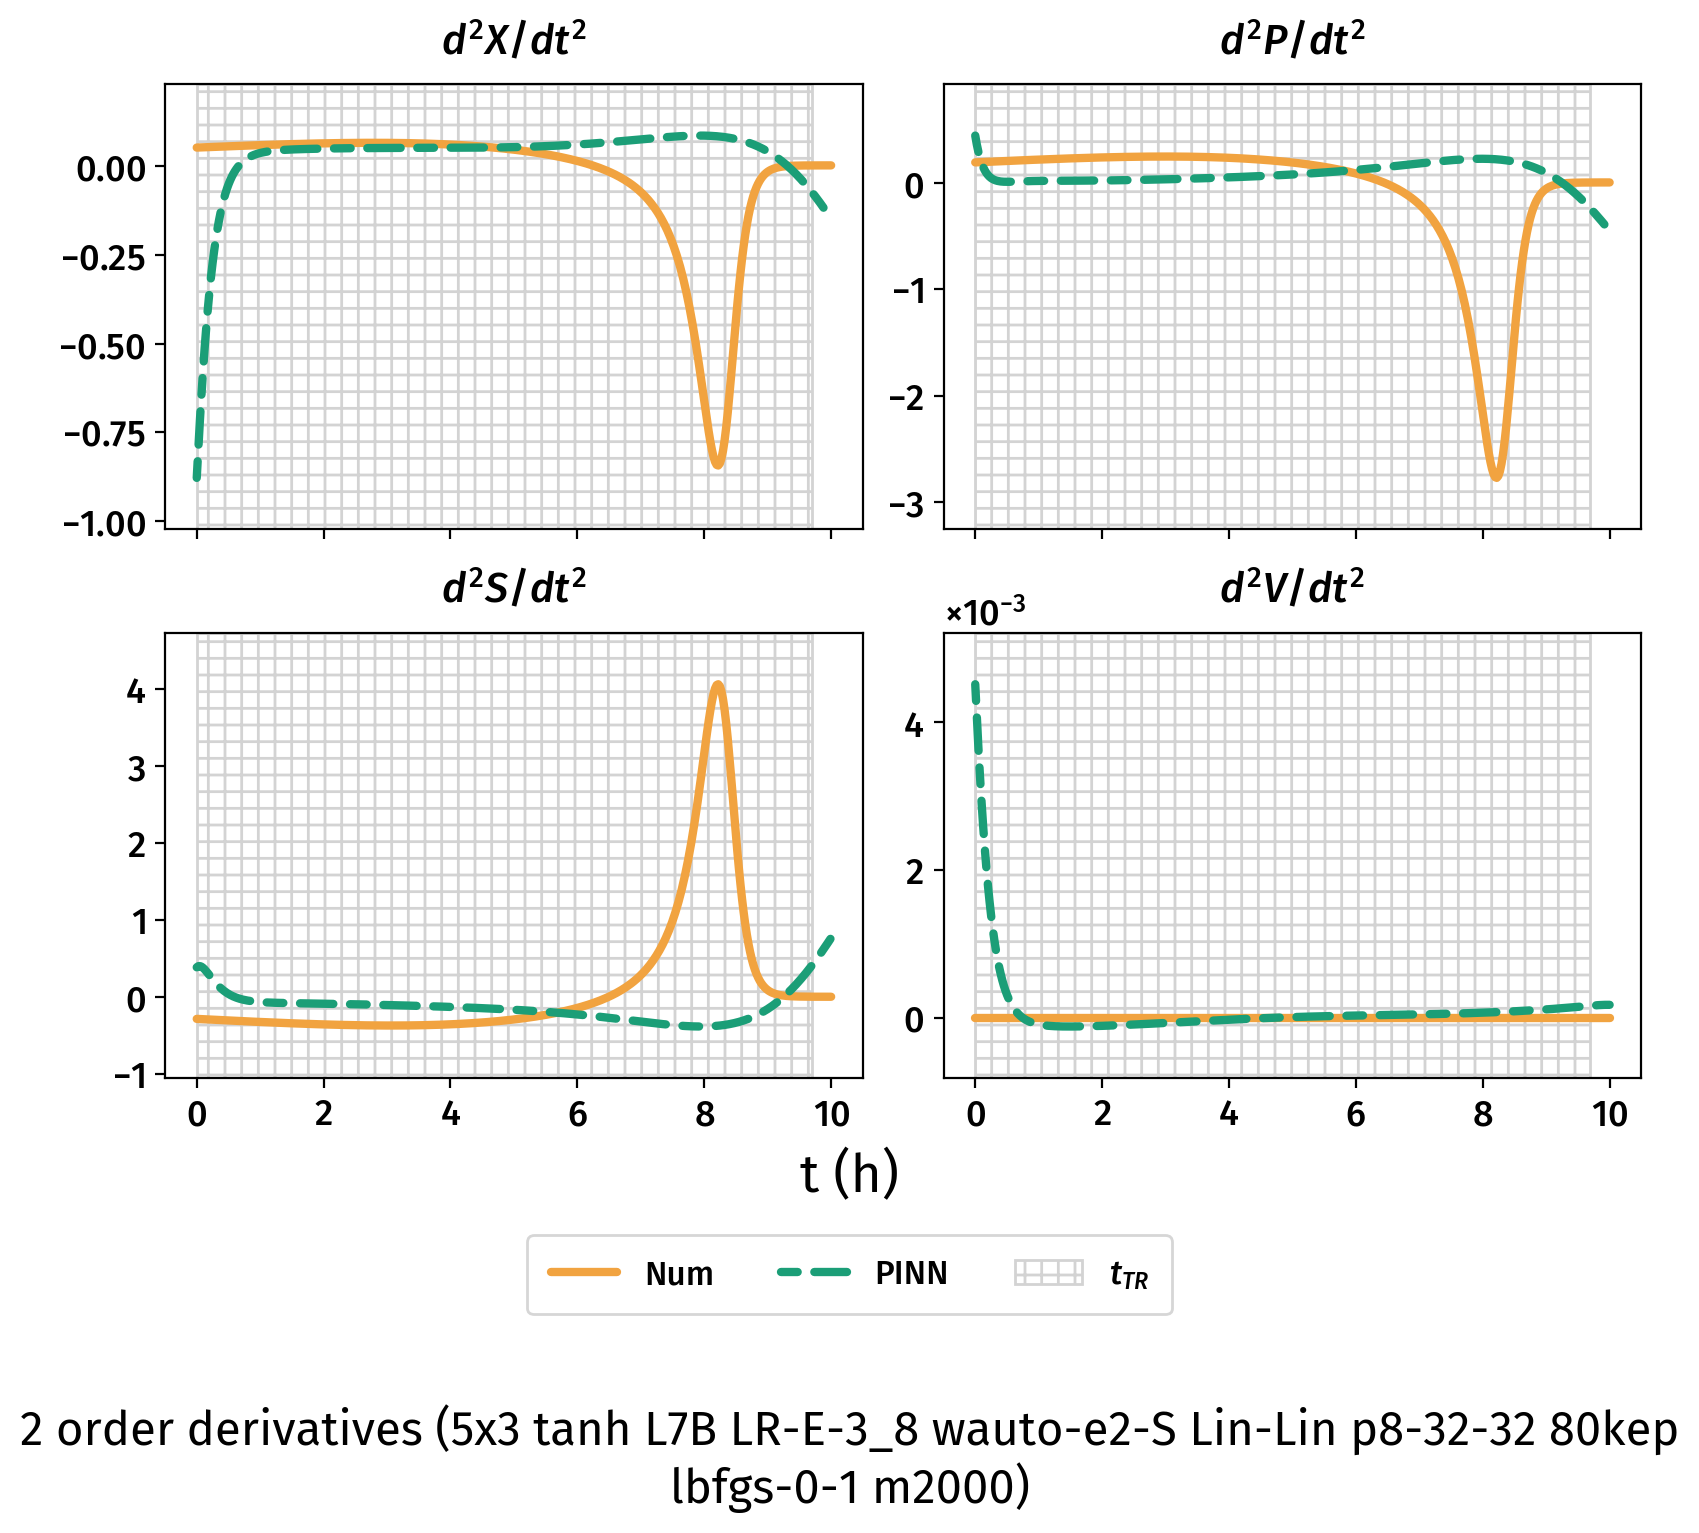 d²X/dt²
d²P/dt²
0.00
−0.25
−0.50
−0.75
−1.00
0
−1
−2
−3
d²S/dt²
d²V/dt²
×10⁻³
4
3
2
1
0
−1
4
2
0
0 2 4 6 8 10
0 2 4 6 8 10
t (h)
Num PINN t_TR
2 order derivatives (5x3 tanh L7B LR-E-3_8 wauto-e2-S Lin-Lin p8-32-32 80kep
lbfgs-0-1 m2000)